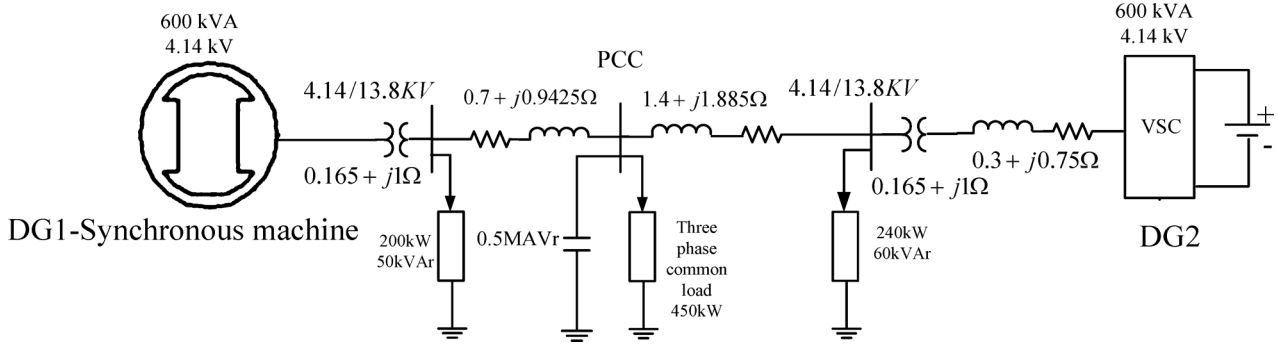 600 kVA
4.14 kV
DG1-Synchronous machine
4.14/13.8KV
0.165 + j1Ω
200kW
50kVAr
0.7 + j0.9425Ω
PCC
0.5MAVr
Three
phase
common
load
450kW
1.4 + j1.885Ω
4.14/13.8KV
0.165 + j1Ω
240kW
60kVAr
0.3 + j0.75Ω
600 kVA
4.14 kV
VSC
+
-
DG2